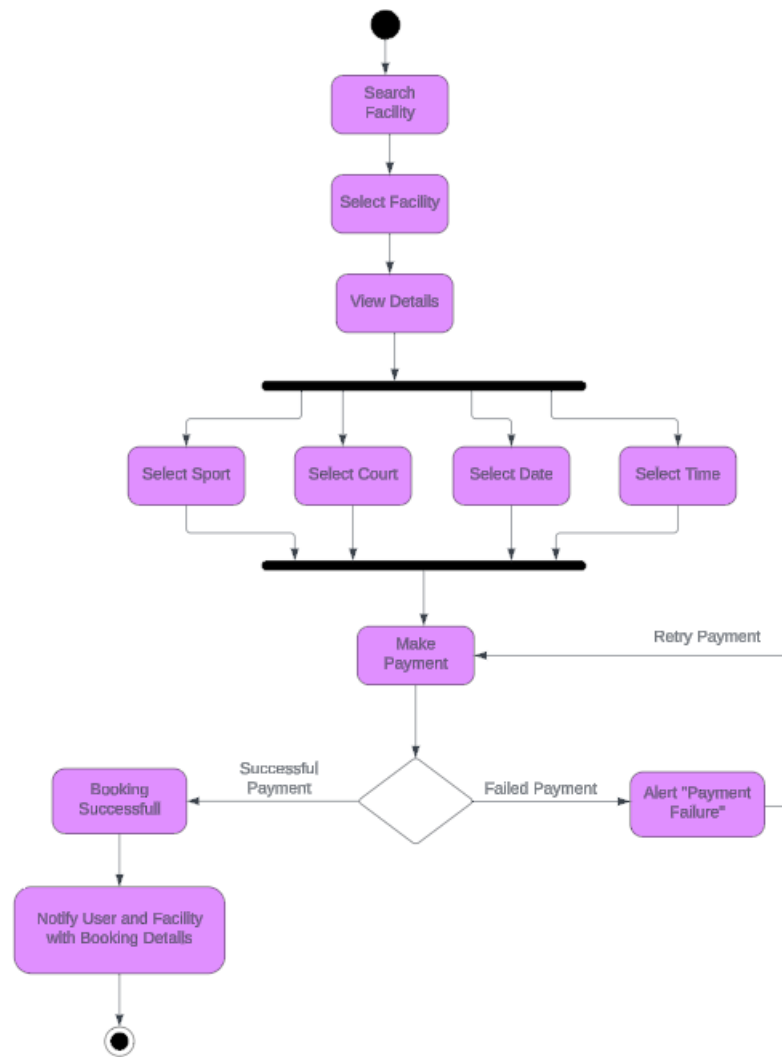 Search
Facility
Select Facility
View Details
Select Sport
Select Court
Select Date
Select Time
Make
Payment
Retry Payment
Successful
Payment
Failed Payment
Booking
Successfull
Alert "Payment
Failure"
Notify User and Facility
with Booking Details